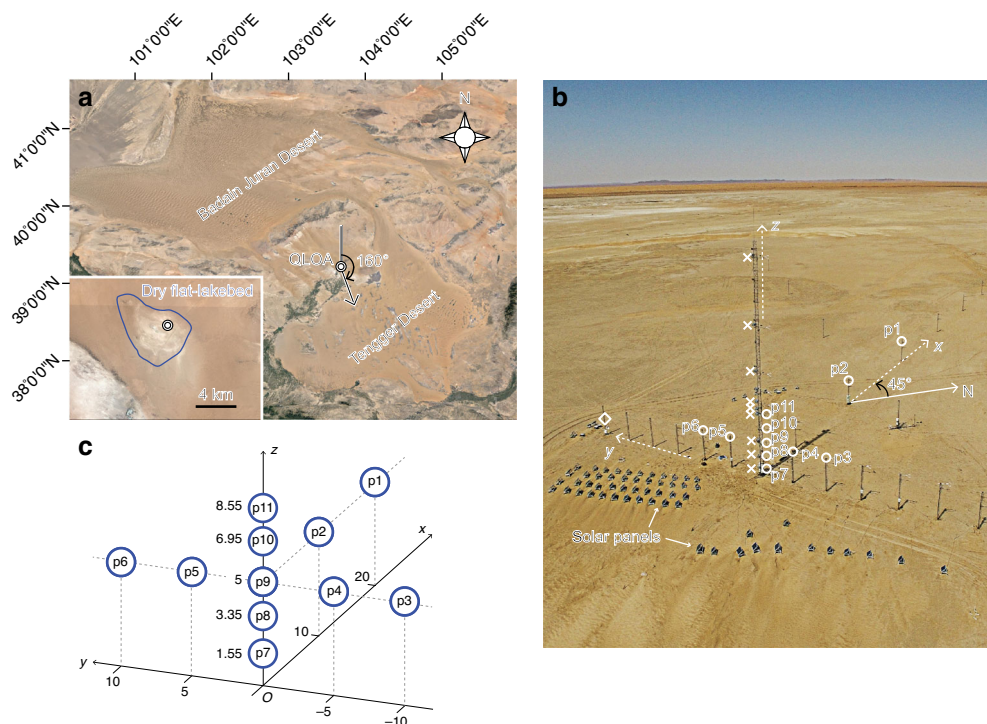 101°0'0"E
102°0'0"E
103°0'0"E
104°0'0"E
105°0'0"E
a
N
41°0'0"N
40°0'0"N
39°0'0"N
38°0'0"N
Badain Juran Desert
QLOA
160°
Tengger Desert
Dry flat-lakebed
4 km
b
z
p1
x
p2
45°
N
p11
p10
p9
p8
p7
p6
p5
p4
p3
y
Solar panels
c
z
p1
8.55
p11
x
6.95
p10
p2
p6
p5
5
p9
p4
20
p3
3.35
p8
10
1.55
p7
y
10
5
O
−5
−10